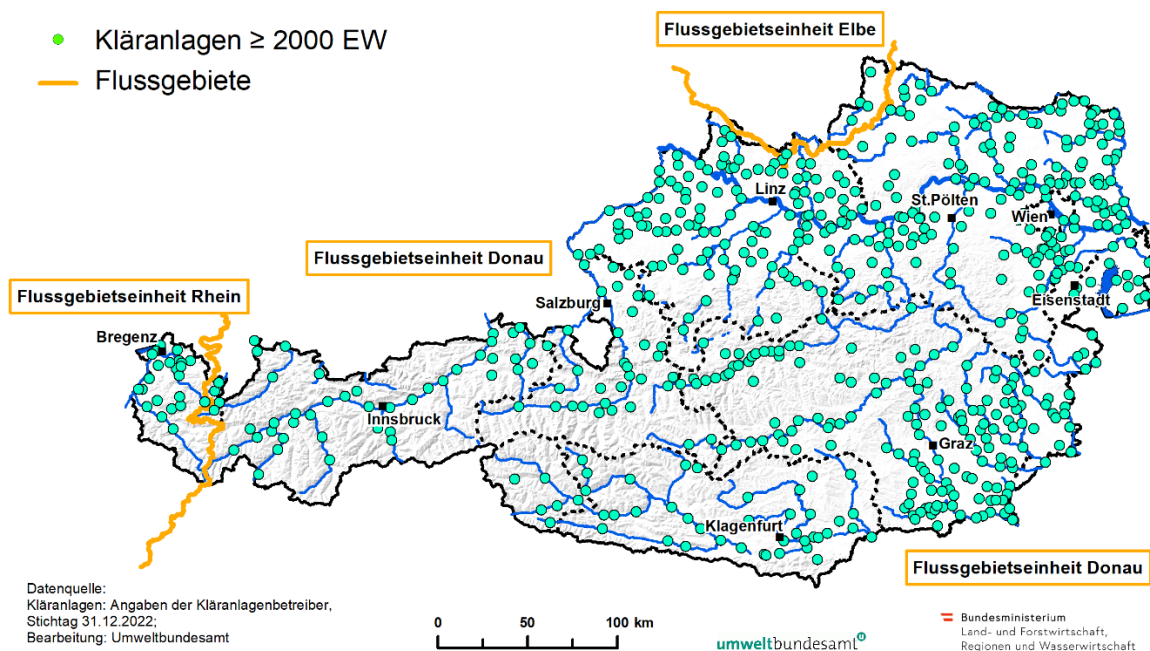 Kläranlagen ≥ 2000 EW
Flussgebiete
Flussgebietseinheit Elbe
Linz
St.Pölten
Wien
Flussgebietseinheit Donau
Flussgebietseinheit Rhein
Salzburg
Eisenstadt
Bregenz
Innsbruck
Graz
Klagenfurt
Flussgebietseinheit Donau
Datenquelle:
Kläranlagen: Angaben der Kläranlagenbetreiber,
Stichtag 31.12.2022;
Bearbeitung: Umweltbundesamt
0 50 100 km
umweltbundesamt
Bundesministerium
Land- und Forstwirtschaft,
Regionen und Wasserwirtschaft